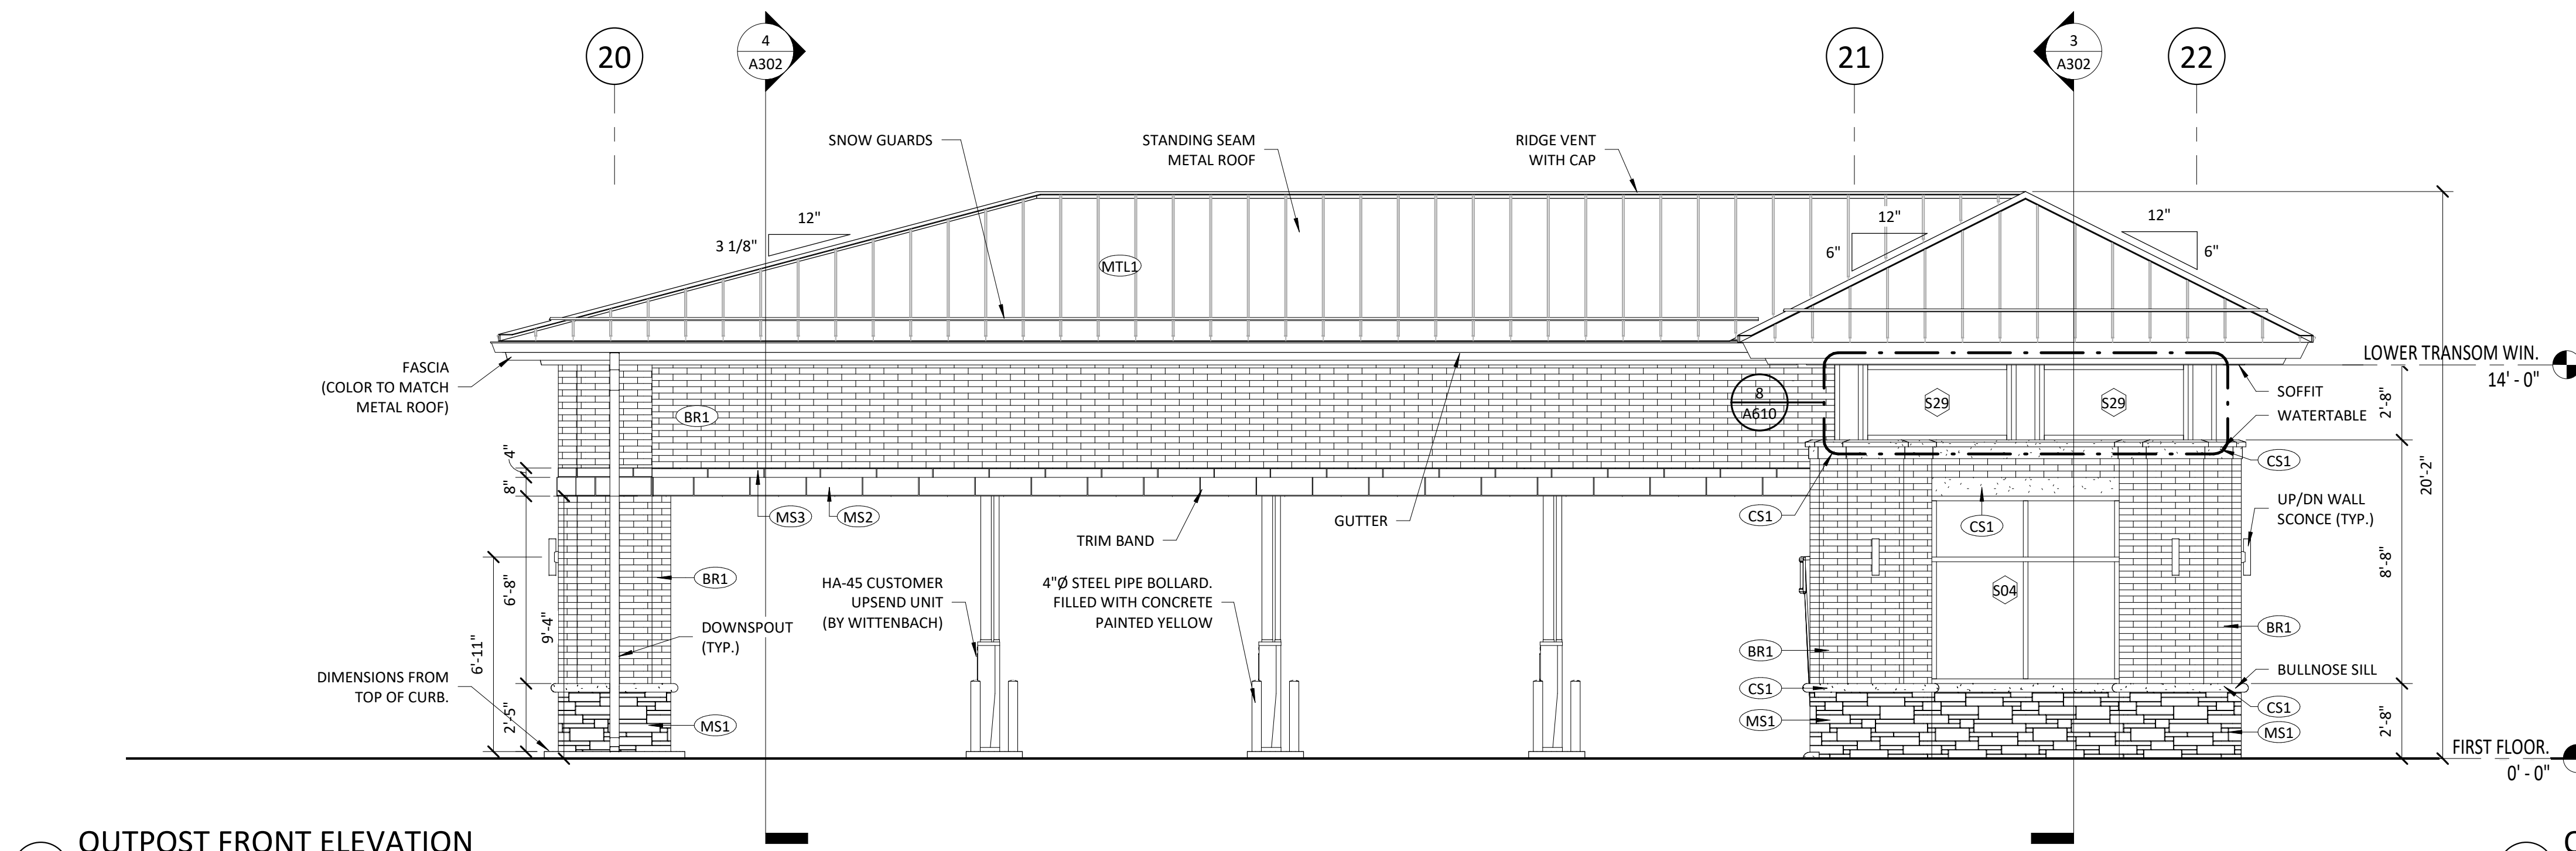 20
4
A302
21
3
A302
22
SNOW GUARDS
STANDING SEAM
METAL ROOF
RIDGE VENT
WITH CAP
12"
3 1/8"
MTL1
12"
6"
12"
6"
FASCIA
(COLOR TO MATCH
METAL ROOF)
BR1
8
A610
S29
S29
LOWER TRANSOM WIN.
14' - 0"
SOFFIT
WATERTABLE
2'-8"
CS1
20'-2"
4"
8"
MS3
MS2
TRIM BAND
GUTTER
CS1
CS1
UP/DN WALL
SCONCE (TYP.)
8'-8"
6'-8"
9'-4"
6'-11"
BR1
HA-45 CUSTOMER
UPSEND UNIT
(BY WITTENBACH)
4"Ø STEEL PIPE BOLLARD.
FILLED WITH CONCRETE
PAINTED YELLOW
S04
DOWNSPOUT
(TYP.)
BR1
BR1
DIMENSIONS FROM
TOP OF CURB.
BULLNOSE SILL
CS1
CS1
2'-5"
MS1
MS1
MS1
2'-8"
FIRST FLOOR.
0' - 0"
OUTPOST FRONT ELEVATION